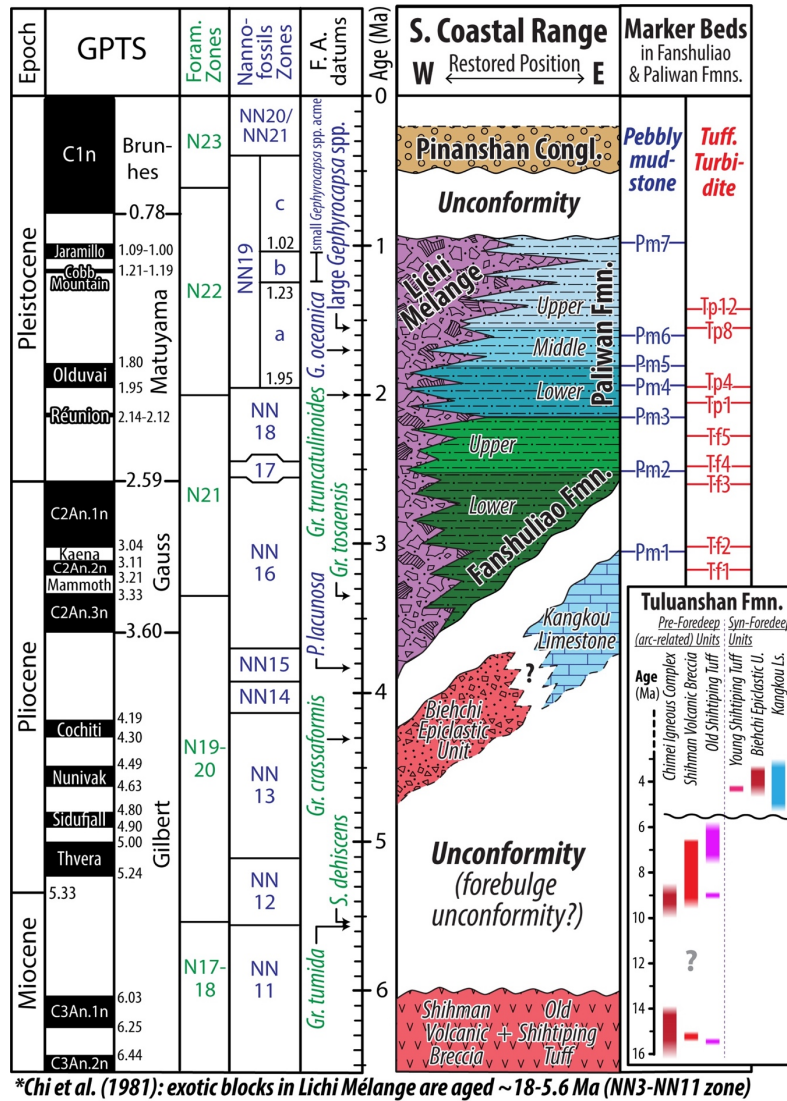 Epoch
GPTS
Foram. Zones
Nanno-fossils Zones
F. A. datums
Age (Ma)
S. Coastal Range
W Restored Position E
Marker Beds
in Fanshuliao
& Paliwan Fmns.
Pleistocene
Pliocene
Miocene
C1n
Jaramillo
Cobb
Mountain
Olduvai
Réunion
C2An.1n
Kaena
C2An.2n
Mammoth
C2An.3n
Cochiti
Nunivak
Sidufjall
Thvera
5.33
C3An.1n
C3An.2n
Brun-
hes
0.78
1.09-1.00
1.21-1.19
Matuyama
1.80
1.95
2.14-2.12
2.59
3.04
3.11
3.21
3.33
Gauss
3.60
4.19
4.30
4.49
4.63
4.80
4.90
5.00
5.24
Gilbert
6.03
6.25
6.44
N23
N22
N21
N19-
20
N17-
18
NN20/
NN21
NN19
c
1.02
b
1.23
a
1.95
NN
18
17
NN
16
NN15
NN14
NN
13
NN
12
NN
11
small Gephyrocapsa spp. acme
large Gephyrocapsa spp.
G. oceanica
Gr. truncatulinoides
Gr. tosaensis
P. lacunosa
Gr. crassaformis
S. dehiscens
Gr. tumida
0
1
2
3
4
5
6
Pinanshan Congl.
Unconformity
Lichi
Mélange
Upper
Middle
Lower
Paliwan Fmn.
Upper
Lower
Fanshuliao Fmn.
Kangkou
Limestone
?
Biehchi
Epiclastic
Unit
Unconformity
(forebulge
unconformity?)
Shihman
Volcanic
Breccia
+
Old
Shihtiping
Tuff
Pebbly
mud-
stone
Pm7
Pm6
Pm5
Pm4
Pm3
Pm2
Pm1
Tuff.
Turbi-
dite
Tp12
Tp8
Tp4
Tp1
Tf5
Tf4
Tf3
Tf2
Tf1
Tuluanshan Fmn.
Pre-Foredeep
(arc-related) Units
Syn-Foredeep
Units
Age
(Ma)
Chimei Igneous Complex
Shihman Volcanic Breccia
Old Shihtiping Tuff
Young Shihtiping Tuff
Biehchi Epiclastic U.
Kangkou Ls.
4
6
8
10
12
14
16
?
*Chi et al. (1981): exotic blocks in Lichi Mélange are aged ~18-5.6 Ma (NN3-NN11 zone)